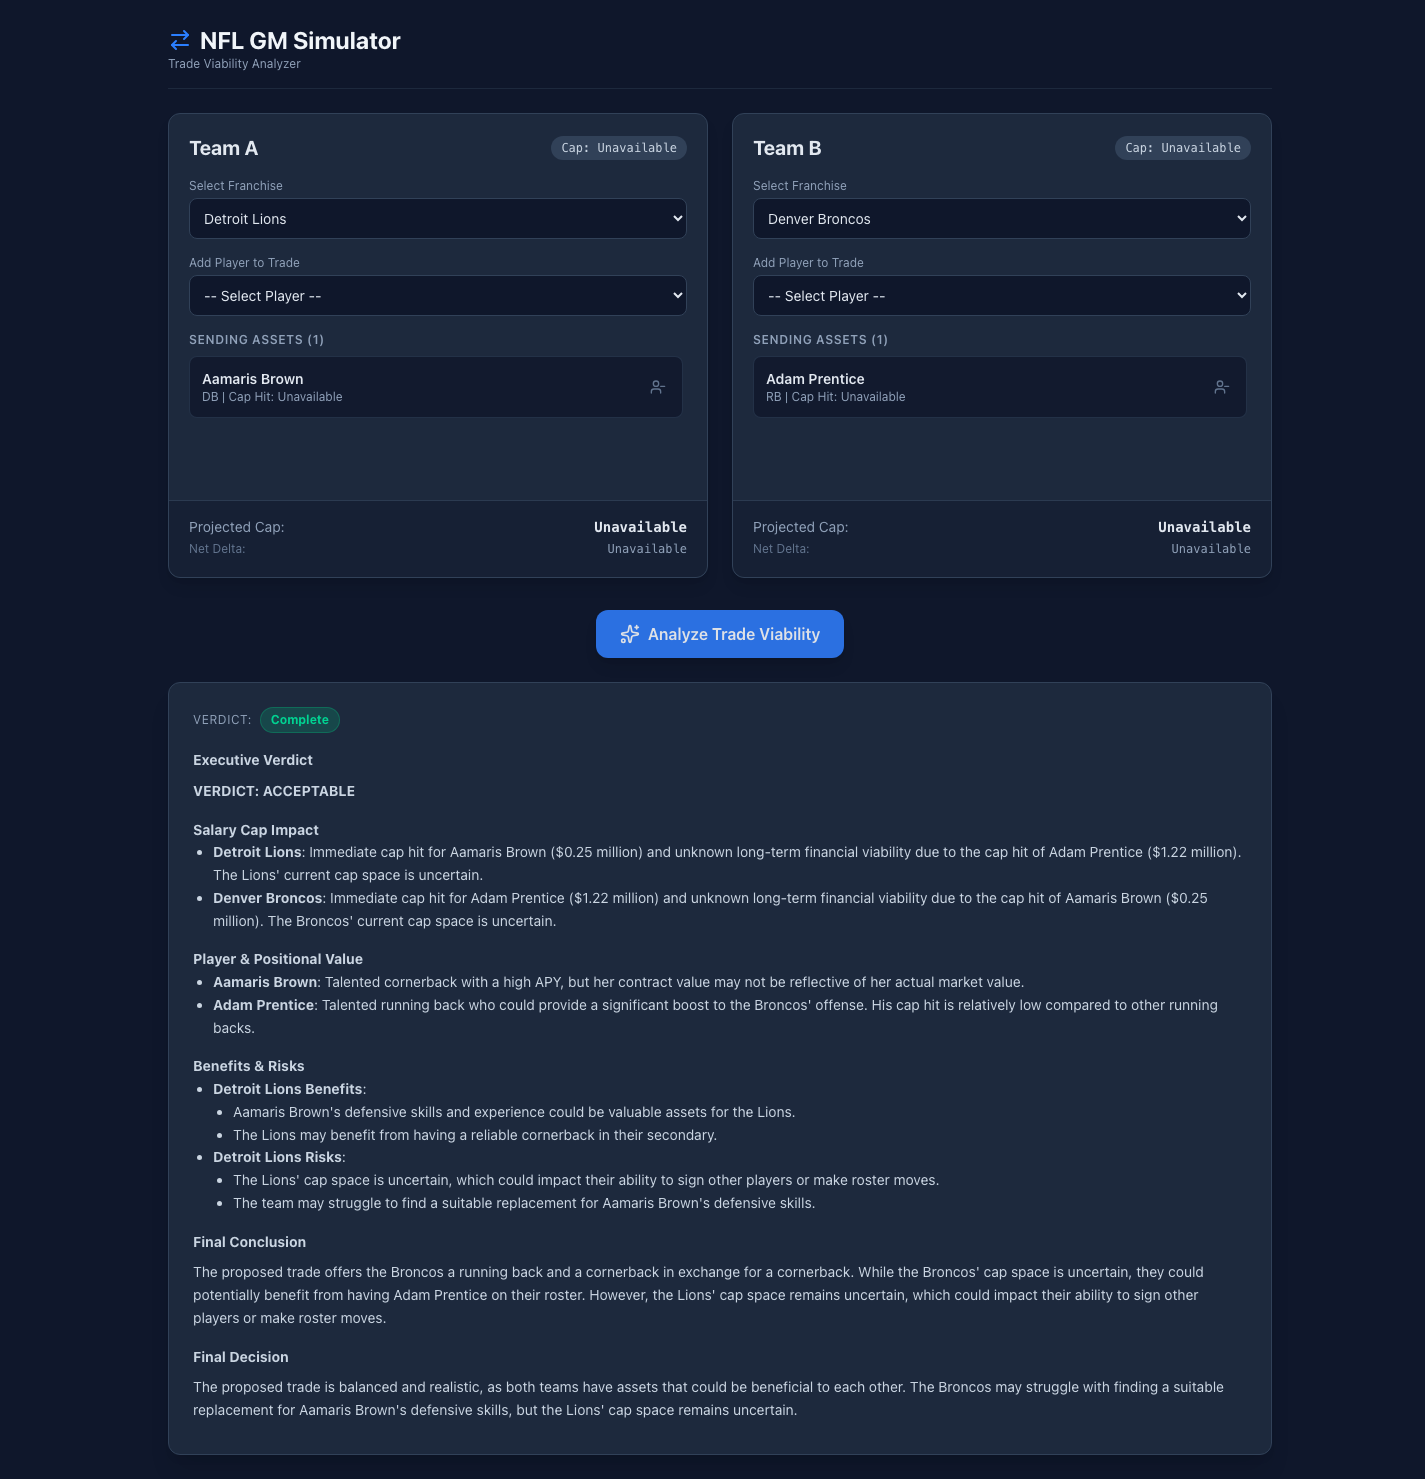 NFL GM Simulator
Trade Viability Analyzer
Team A
Cap: Unavailable
Select Franchise
Detroit Lions
Add Player to Trade
-- Select Player --
SENDING ASSETS (1)
Aamaris Brown
DB | Cap Hit: Unavailable
Projected Cap:
Unavailable
Net Delta:
Unavailable
Team B
Cap: Unavailable
Select Franchise
Denver Broncos
Add Player to Trade
-- Select Player --
SENDING ASSETS (1)
Adam Prentice
RB | Cap Hit: Unavailable
Projected Cap:
Unavailable
Net Delta:
Unavailable
Analyze Trade Viability
VERDICT: Complete
Executive Verdict
VERDICT: ACCEPTABLE
Salary Cap Impact
• Detroit Lions: Immediate cap hit for Aamaris Brown ($0.25 million) and unknown long-term financial viability due to the cap hit of Adam Prentice ($1.22 million).
The Lions' current cap space is uncertain.
• Denver Broncos: Immediate cap hit for Adam Prentice ($1.22 million) and unknown long-term financial viability due to the cap hit of Aamaris Brown ($0.25
million). The Broncos' current cap space is uncertain.
Player & Positional Value
• Aamaris Brown: Talented cornerback with a high APY, but her contract value may not be reflective of her actual market value.
• Adam Prentice: Talented running back who could provide a significant boost to the Broncos' offense. His cap hit is relatively low compared to other running
backs.
Benefits & Risks
• Detroit Lions Benefits:
• Aamaris Brown's defensive skills and experience could be valuable assets for the Lions.
• The Lions may benefit from having a reliable cornerback in their secondary.
• Detroit Lions Risks:
• The Lions' cap space is uncertain, which could impact their ability to sign other players or make roster moves.
• The team may struggle to find a suitable replacement for Aamaris Brown's defensive skills.
Final Conclusion
The proposed trade offers the Broncos a running back and a cornerback in exchange for a cornerback. While the Broncos' cap space is uncertain, they could
potentially benefit from having Adam Prentice on their roster. However, the Lions' cap space remains uncertain, which could impact their ability to sign other
players or make roster moves.
Final Decision
The proposed trade is balanced and realistic, as both teams have assets that could be beneficial to each other. The Broncos may struggle with finding a suitable
replacement for Aamaris Brown's defensive skills, but the Lions' cap space remains uncertain.